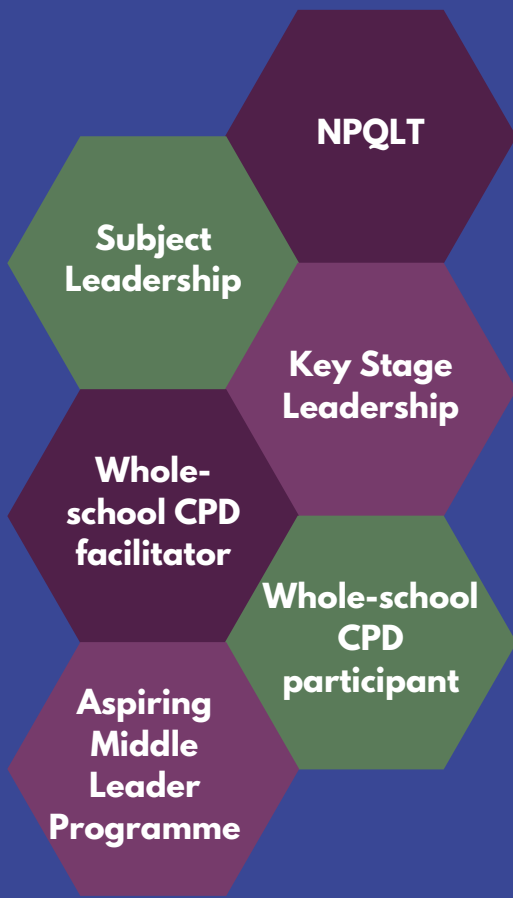 NPQLT
Subject
Leadership
Key Stage
Leadership
Whole-
school CPD
facilitator
Whole-school
CPD
participant
Aspiring
Middle
Leader
Programme